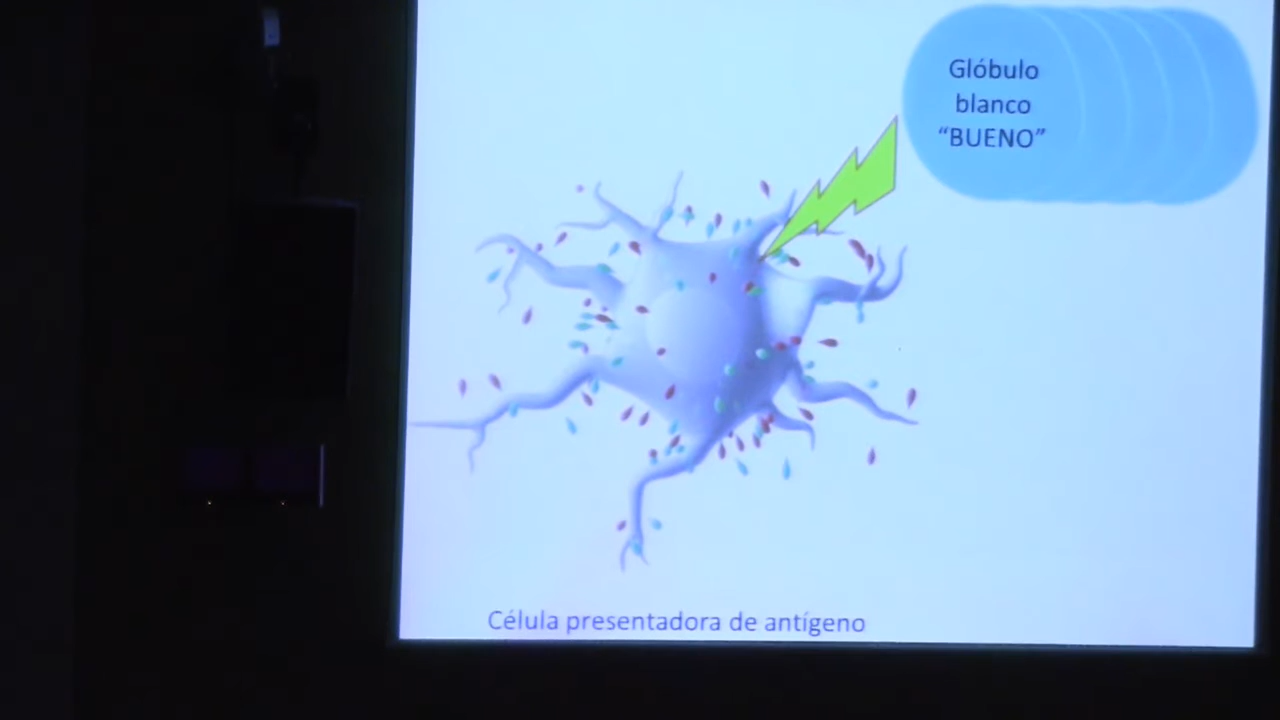 Glóbulo
blanco
“BUENO”
Célula presentadora de antígeno